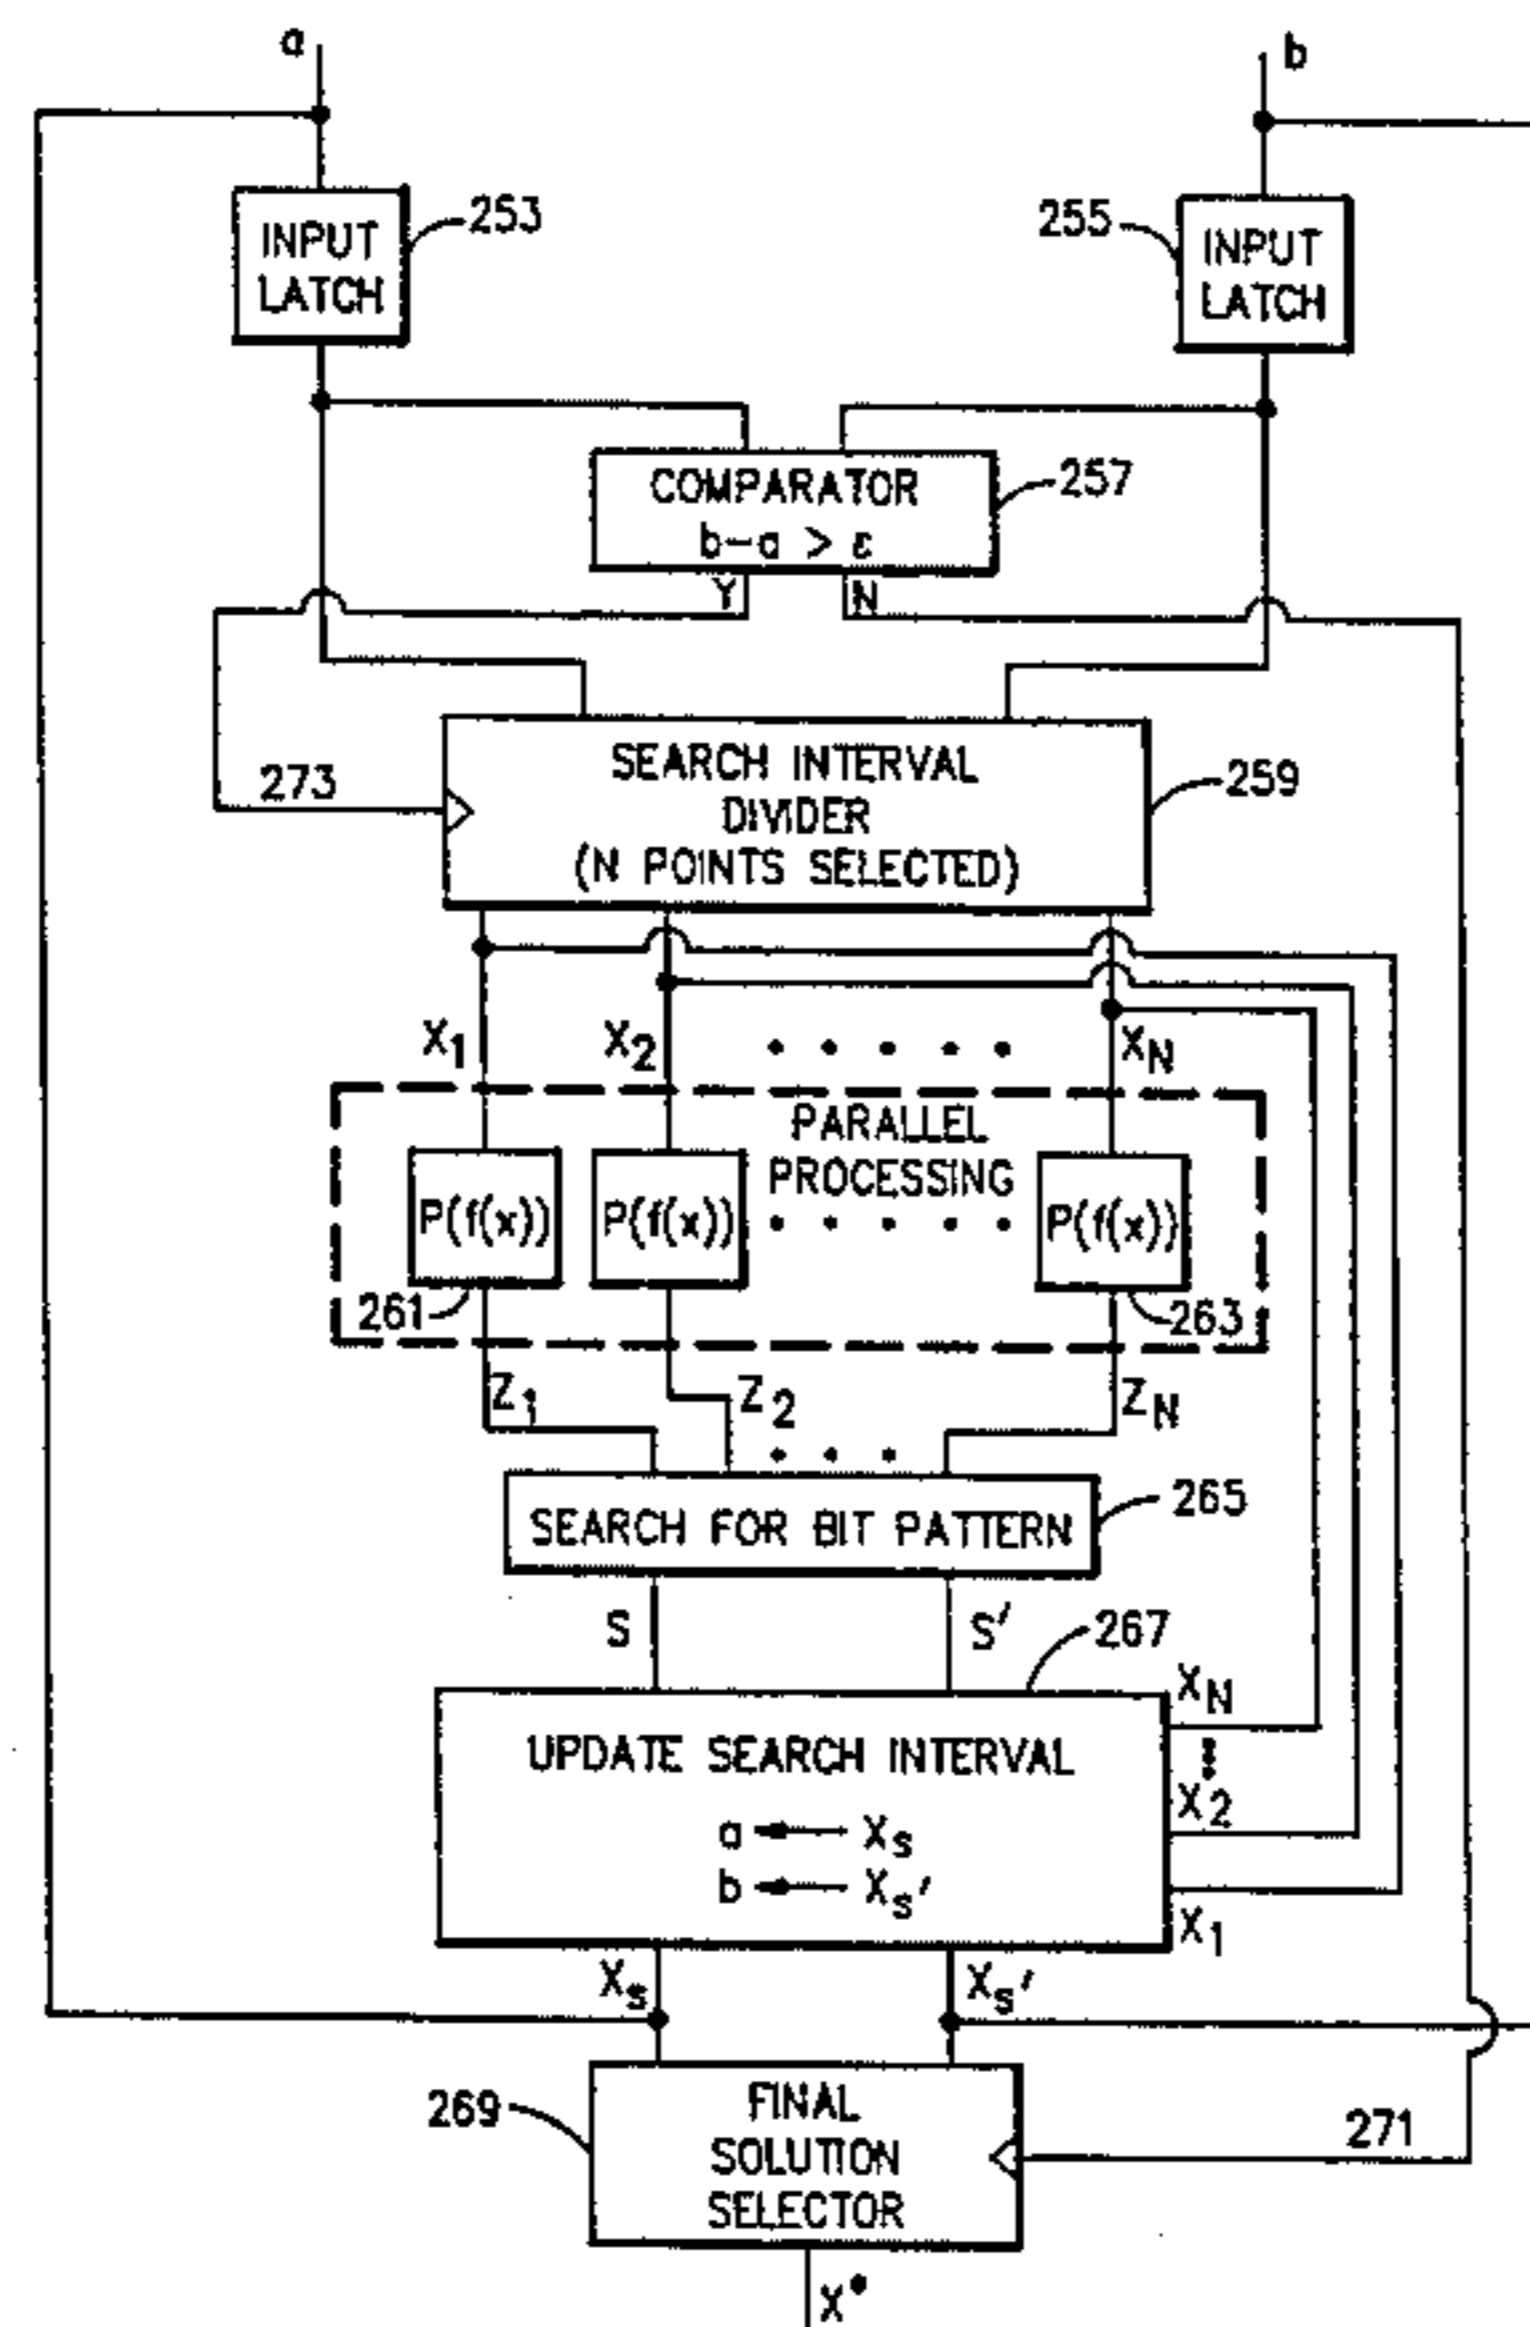 a
b
INPUT
LATCH
253
255
INPUT
LATCH
COMPARATOR
b-a > ε
257
Y
N
273
SEARCH INTERVAL
DIVIDER
(N POINTS SELECTED)
259
X1
X2
XN
PARALLEL
PROCESSING
P(f(x))
P(f(x))
P(f(x))
261
263
Z1
Z2
ZN
SEARCH FOR BIT PATTERN
265
S
S'
267
UPDATE SEARCH INTERVAL
a ← Xs
b ← Xs'
XN
X2
X1
Xs
Xs'
269
FINAL
SOLUTION
SELECTOR
271
X*